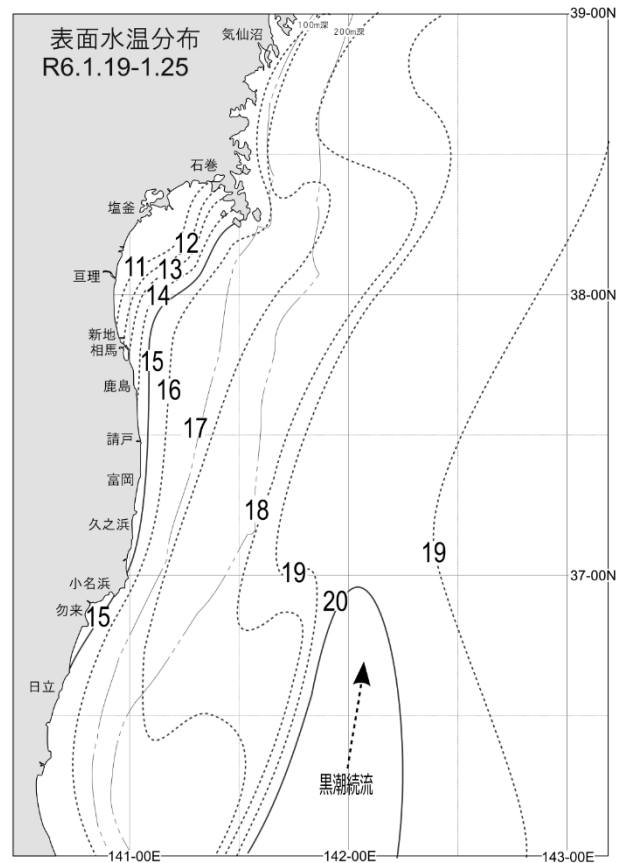 表面水温分布
R6.1.19-1.25
気仙沼
100m深
200m深
39-00N
石巻
塩釜
12
11
13
亘理
14
38-00N
新地
相馬
15
鹿島
16
17
請戸
富岡
18
久之浜
19
19
37-00N
小名浜
20
勿来
15
日立
黒潮続流
141-00E
142-00E
143-00E